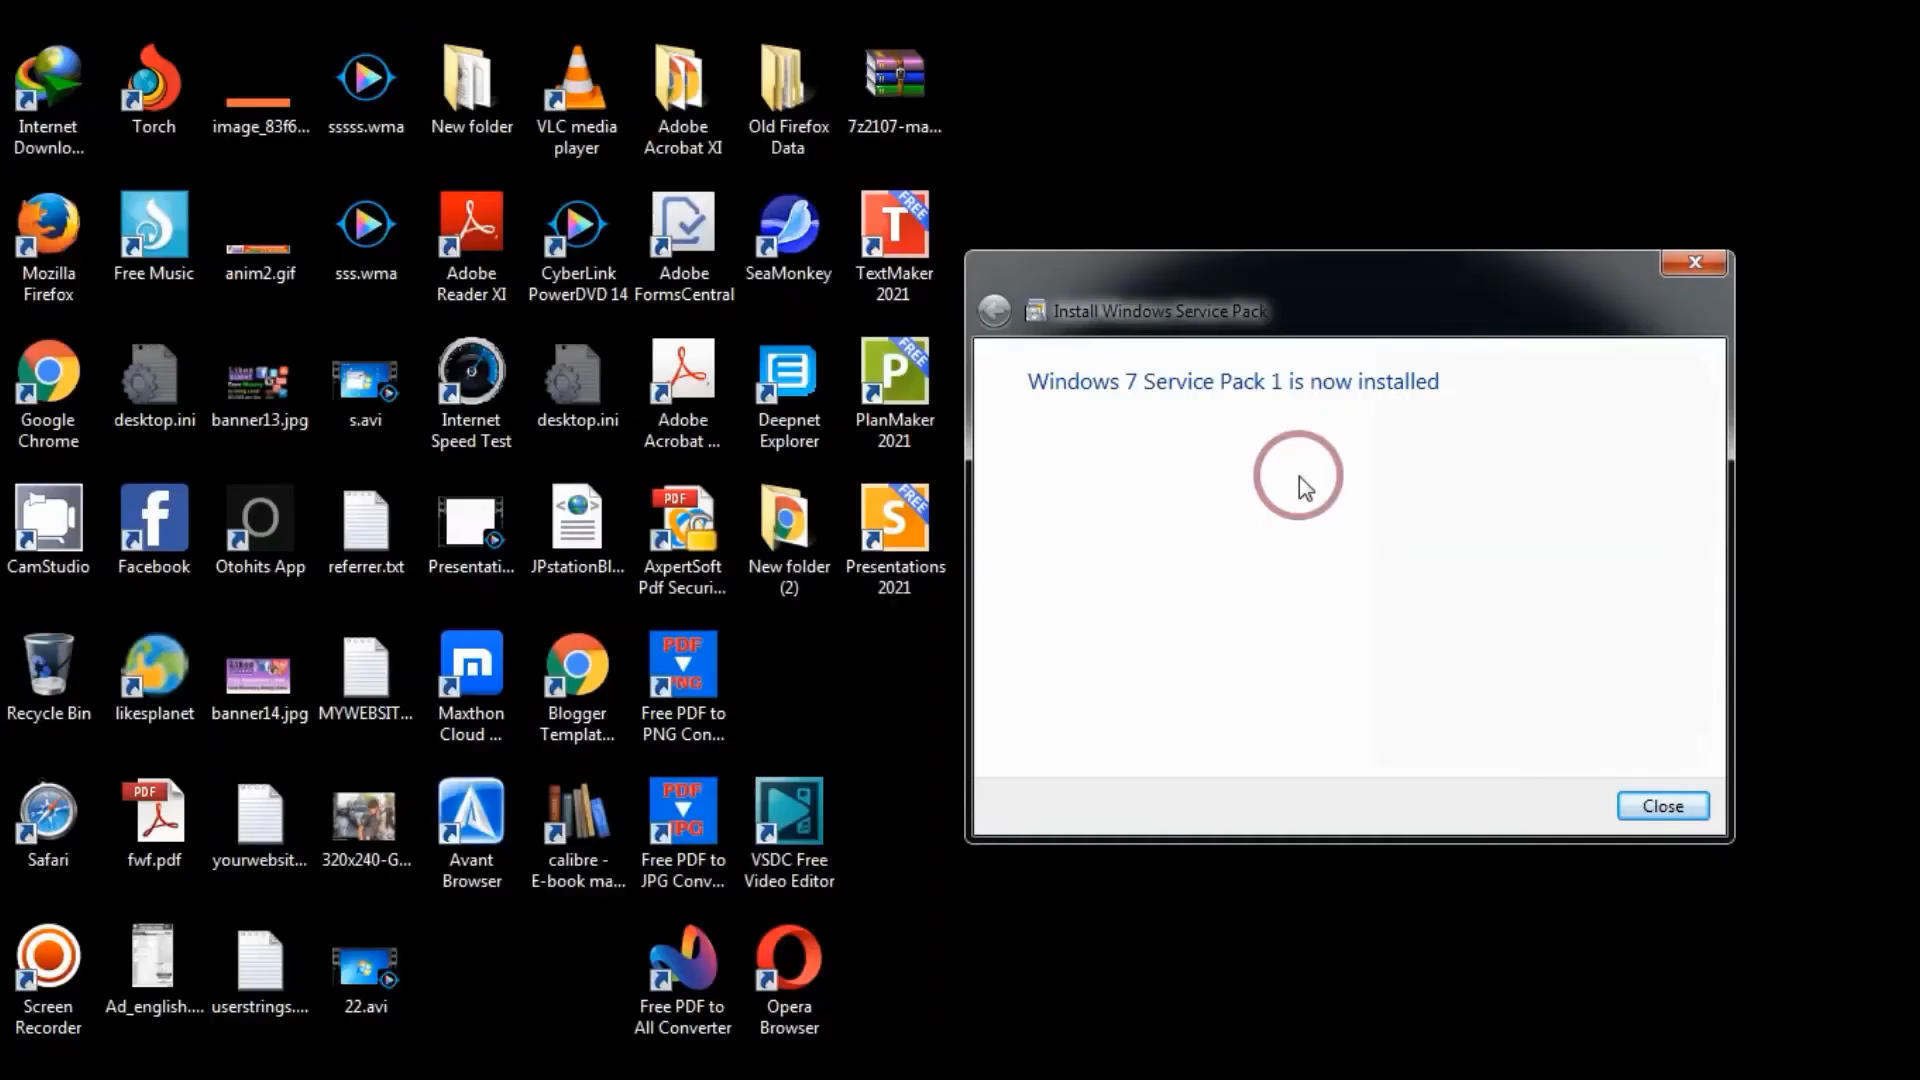 Internet
Downlo...
Torch
image_83f6...
sssss.wma
New folder
VLC media
player
Adobe
Acrobat XI
Old Firefox
Data
7z2107-ma...
Mozilla
Firefox
Free Music
anim2.gif
sss.wma
Adobe
Reader XI
CyberLink
PowerDVD 14
Adobe
FormsCentral
SeaMonkey
FREE
T
TextMaker
2021
Google
Chrome
desktop.ini
banner13.jpg
s.avi
Internet
Speed Test
desktop.ini
Adobe
Acrobat ...
Deepnet
Explorer
FREE
P
PlanMaker
2021
CamStudio
Facebook
Otohits App
referrer.txt
Presentati...
JPstationBl...
PDF
AxpertSoft
Pdf Securi...
New folder
(2)
FREE
S
Presentations
2021
Recycle Bin
likesplanet
banner14.jpg
MYWEBSIT...
Maxthon
Cloud ...
Blogger
Templat...
PDF
PNG
Free PDF to
PNG Con...
Safari
PDF
fwf.pdf
yourwebsit...
320x240-G...
Avant
Browser
calibre -
E-book ma...
PDF
JPG
Free PDF to
JPG Conv...
VSDC Free
Video Editor
Screen
Recorder
Ad_english....
userstrings....
22.avi
Free PDF to
All Converter
Opera
Browser
Install Windows Service Pack
Windows 7 Service Pack 1 is now installed
Close